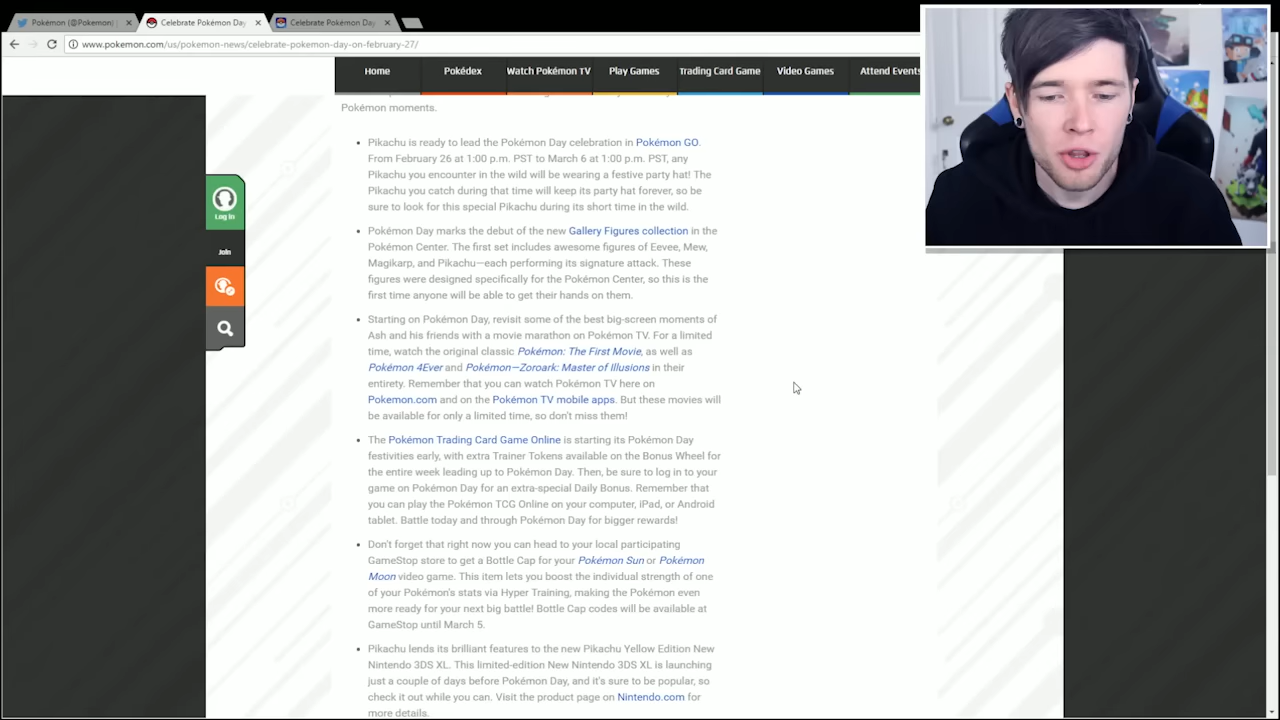 Pokémon (@Pokemon)
Celebrate Pokémon Day
Celebrate Pokémon Day
www.pokemon.com/us/pokemon-news/celebrate-pokemon-day-on-february-27/
Home Pokédex Watch Pokémon TV Play Games Trading Card Game Video Games Attend Events
Pokémon moments.
Log in
Join
• Pikachu is ready to lead the Pokémon Day celebration in Pokémon GO.
From February 26 at 1:00 p.m. PST to March 6 at 1:00 p.m. PST, any
Pikachu you encounter in the wild will be wearing a festive party hat! The
Pikachu you catch during that time will keep its party hat forever, so be
sure to look for this special Pikachu during its short time in the wild.
• Pokémon Day marks the debut of the new Gallery Figures collection in the
Pokémon Center. The first set includes awesome figures of Eevee, Mew,
Magikarp, and Pikachu—each performing its signature attack. These
figures were designed specifically for the Pokémon Center, so this is the
first time anyone will be able to get their hands on them.
• Starting on Pokémon Day, revisit some of the best big-screen moments of
Ash and his friends with a movie marathon on Pokémon TV. For a limited
time, watch the original classic Pokémon: The First Movie, as well as
Pokémon 4Ever and Pokémon—Zoroark: Master of Illusions in their
entirety. Remember that you can watch Pokémon TV here on
Pokemon.com and on the Pokémon TV mobile apps. But these movies will
be available for only a limited time, so don't miss them!
• The Pokémon Trading Card Game Online is starting its Pokémon Day
festivities early, with extra Trainer Tokens available on the Bonus Wheel for
the entire week leading up to Pokémon Day. Then, be sure to log in to your
game on Pokémon Day for an extra-special Daily Bonus. Remember that
you can play the Pokémon TCG Online on your computer, iPad, or Android
tablet. Battle today and through Pokémon Day for bigger rewards!
• Don't forget that right now you can head to your local participating
GameStop store to get a Bottle Cap for your Pokémon Sun or Pokémon
Moon video game. This item lets you boost the individual strength of one
of your Pokémon's stats via Hyper Training, making the Pokémon even
more ready for your next big battle! Bottle Cap codes will be available at
GameStop until March 5.
• Pikachu lends its brilliant features to the new Pikachu Yellow Edition New
Nintendo 3DS XL. This limited-edition New Nintendo 3DS XL is launching
just a couple of days before Pokémon Day, and it's sure to be popular, so
check it out while you can. Visit the product page on Nintendo.com for
more details.